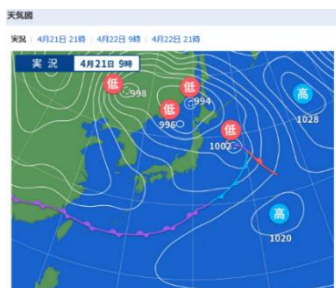 天気図
実況 4月21日 21時 4月22日 9時 4月22日 21時
実況 4月21日 9時
低
998
低
994
低
996
低
1002
高
1028
高
1020